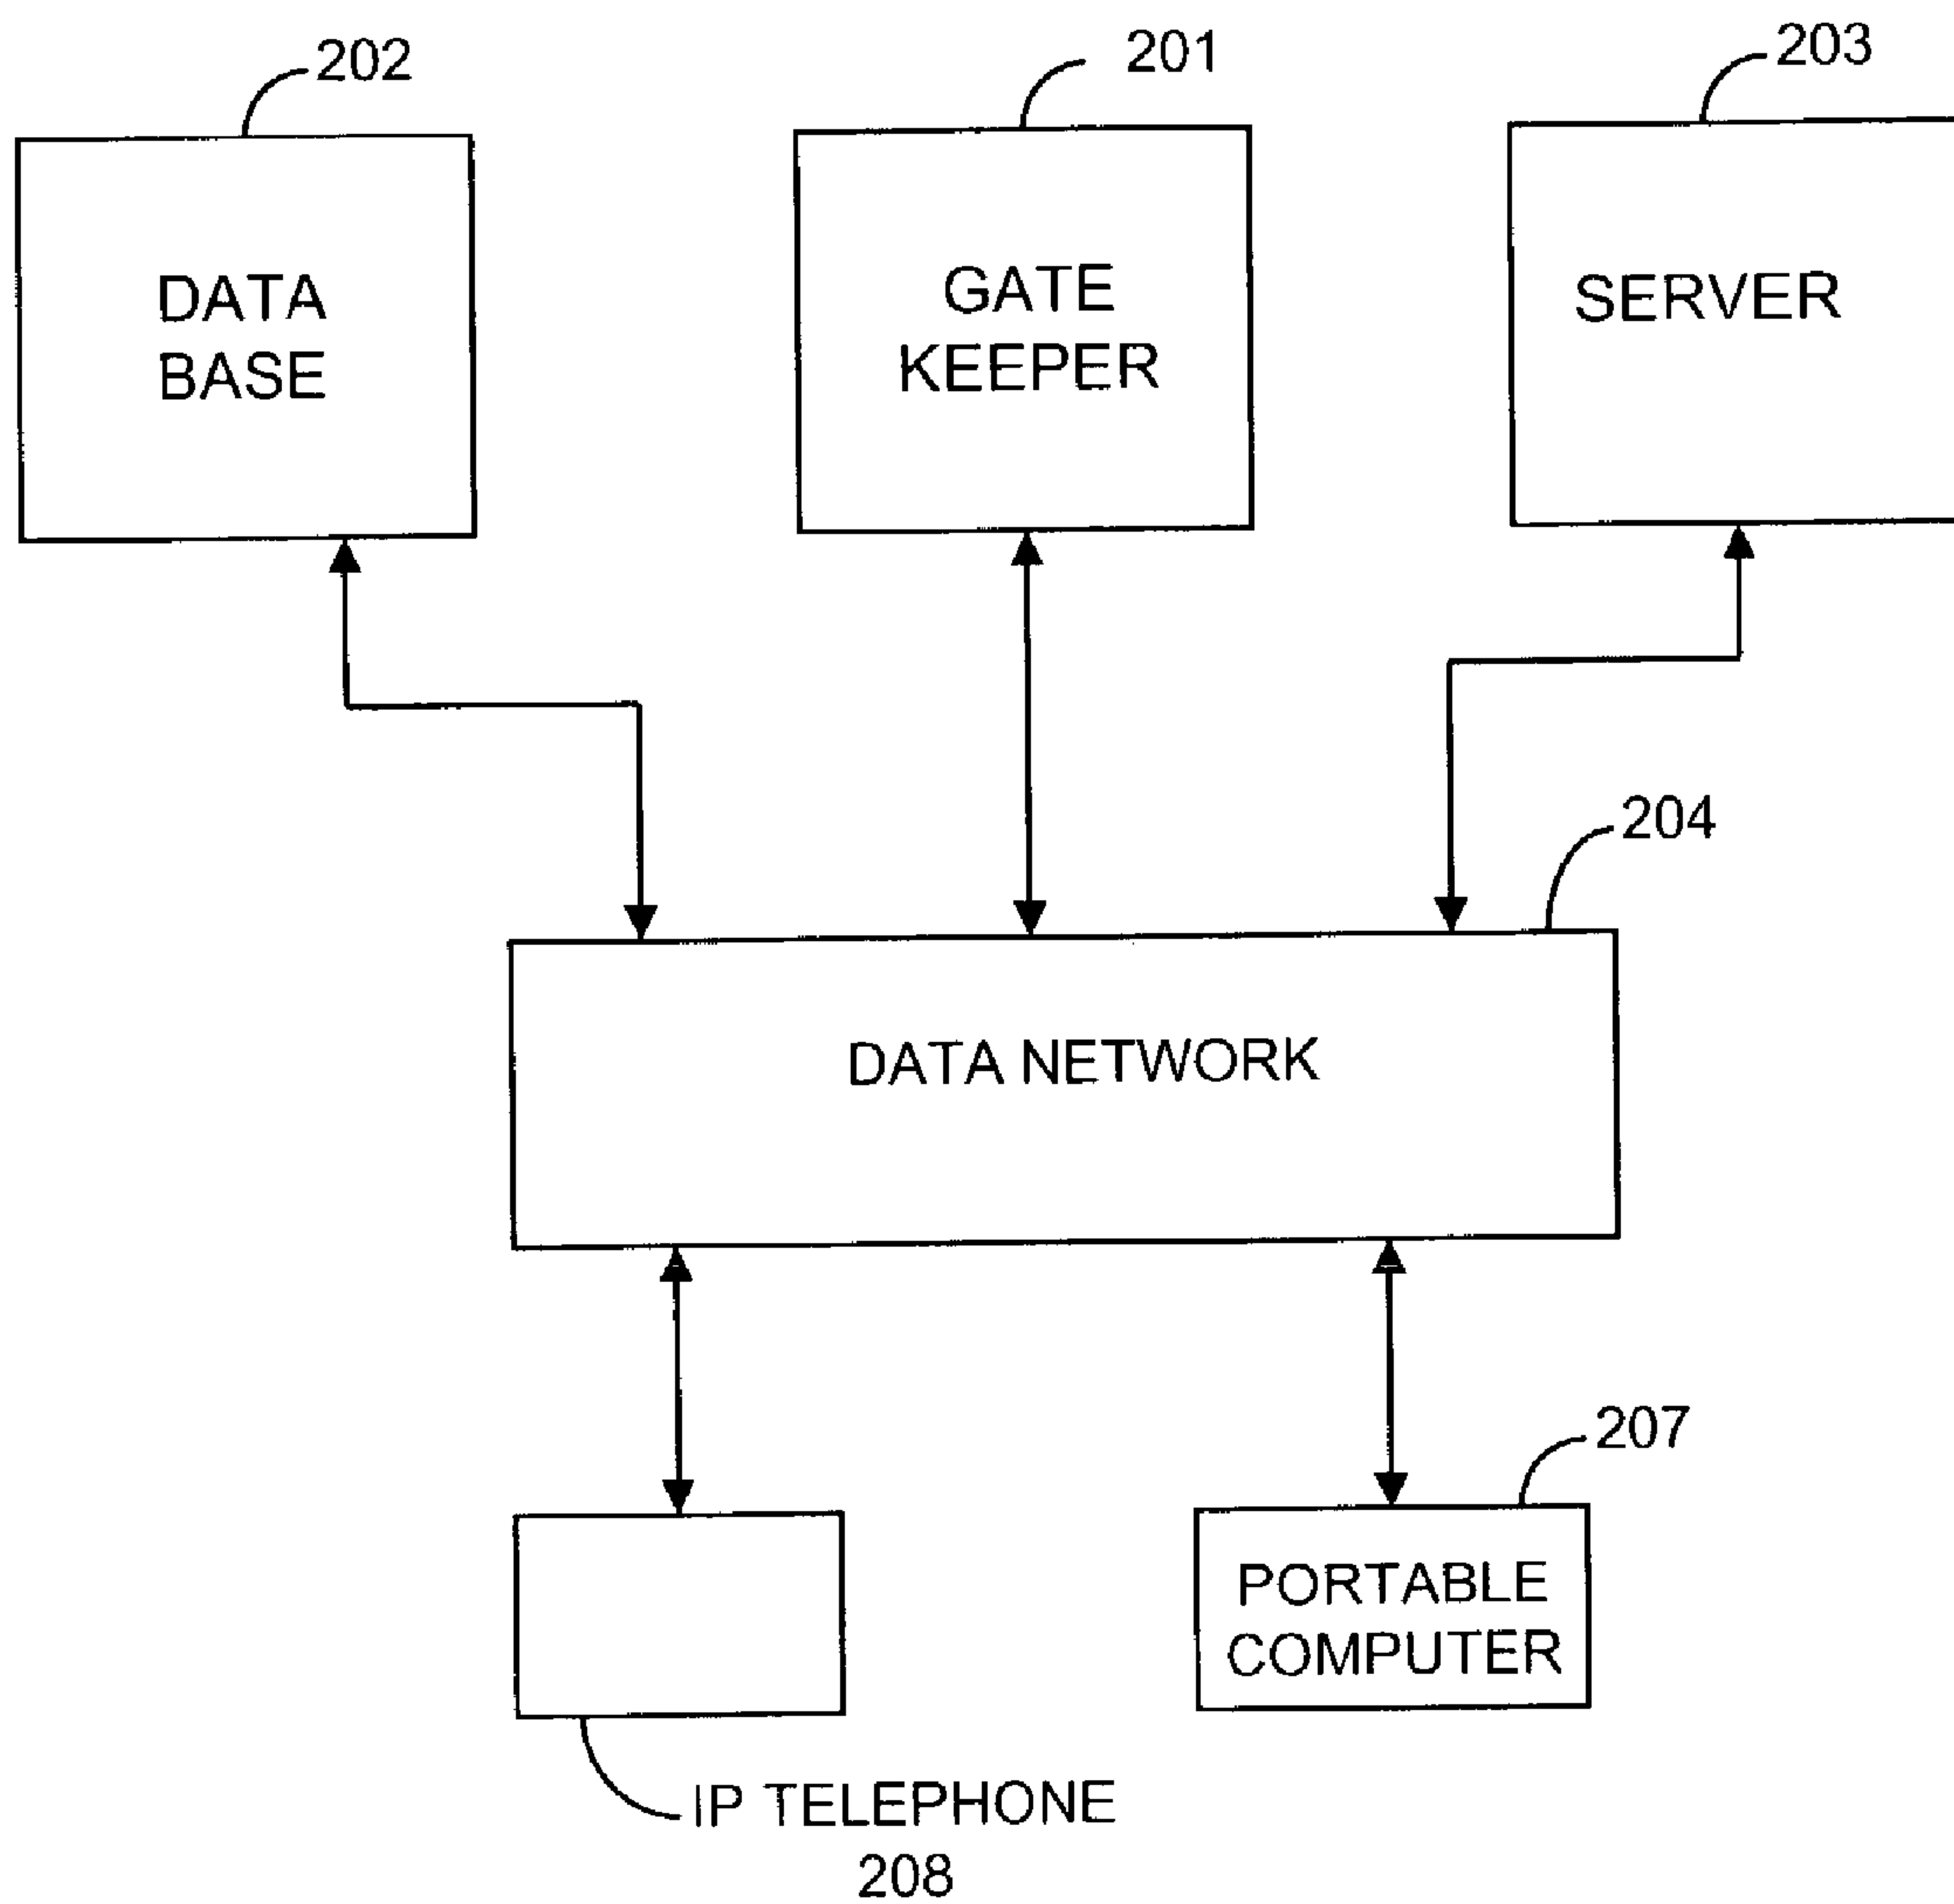 202
201
203
DATA
BASE
GATE
KEEPER
SERVER
204
DATA NETWORK
207
PORTABLE
COMPUTER
IP TELEPHONE
208